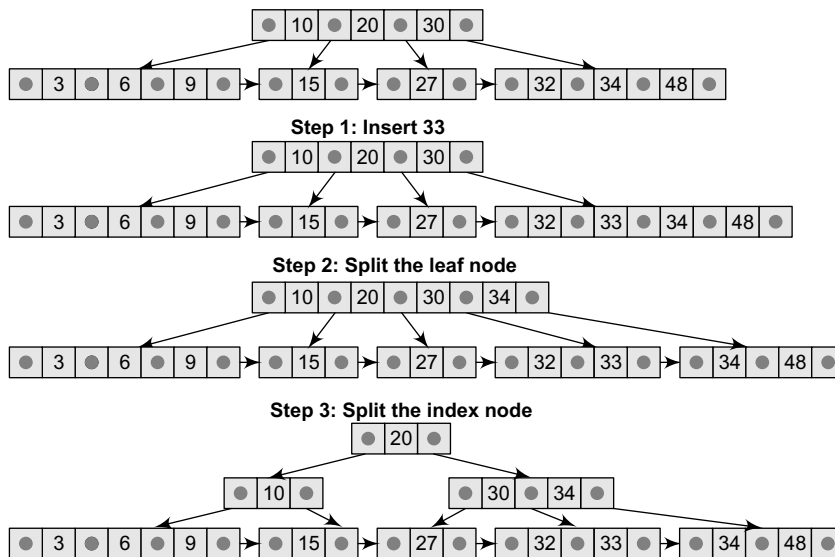 10 20 30
3 6 9 15 27 32 34 48
Step 1: Insert 33
10 20 30
3 6 9 15 27 32 33 34 48
Step 2: Split the leaf node
10 20 30 34
3 6 9 15 27 32 33 34 48
Step 3: Split the index node
20
10 30 34
3 6 9 15 27 32 33 34 48